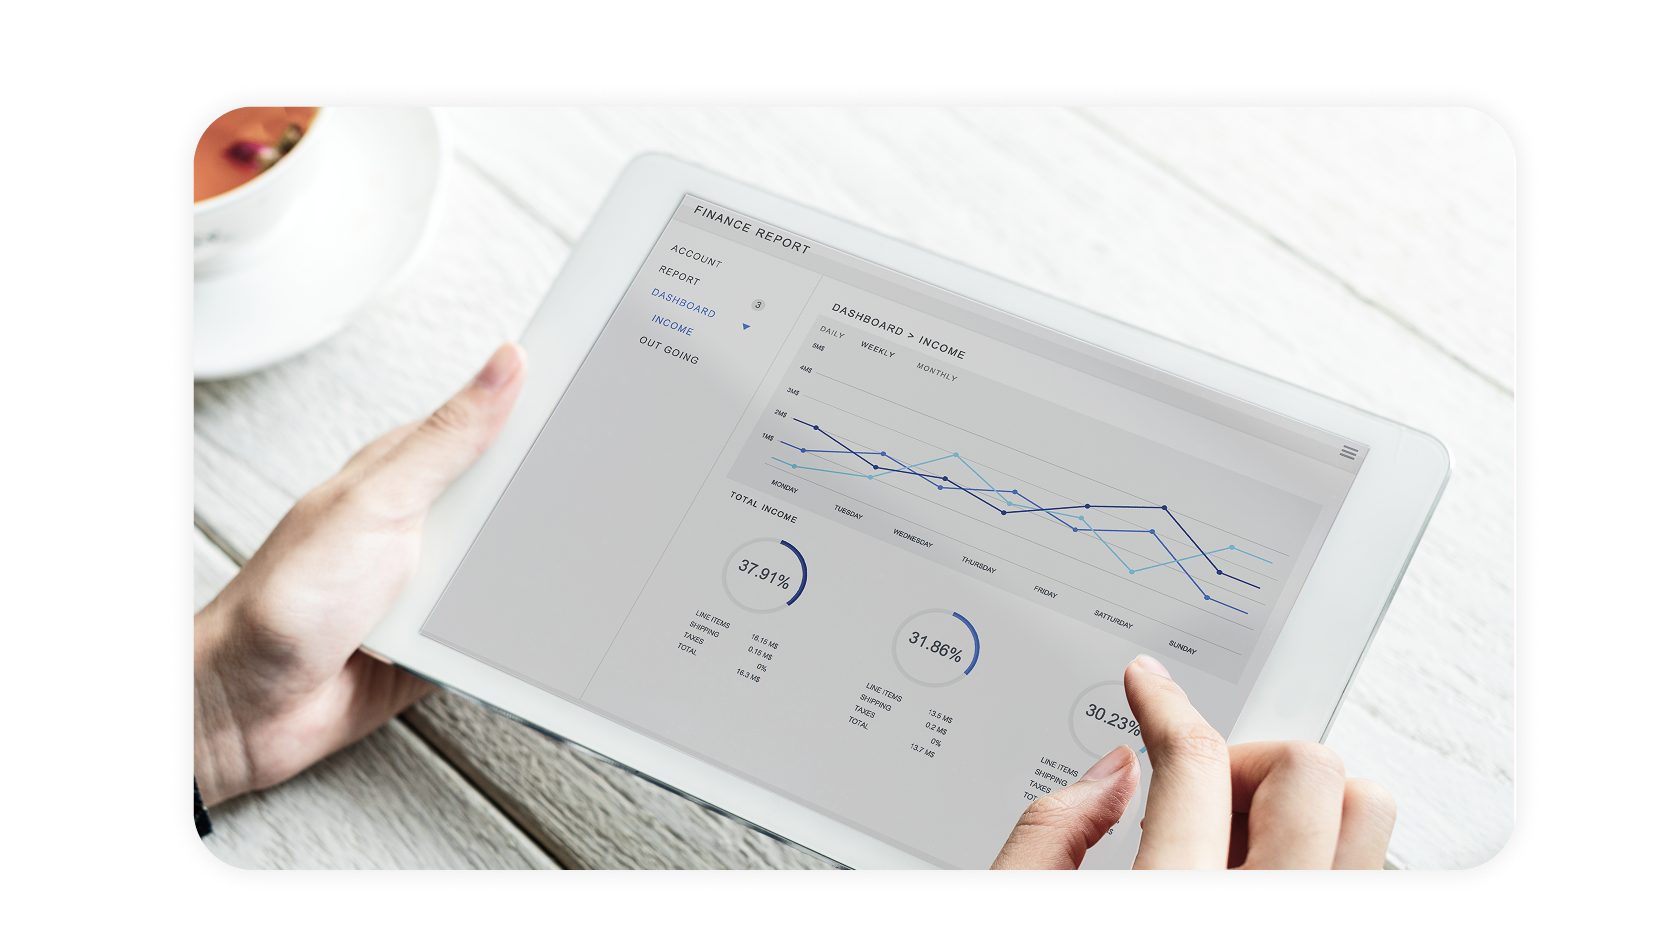 FINANCE REPORT
ACCOUNT
REPORT
DASHBOARD 3
INCOME
OUT GOING
DASHBOARD > INCOME
DAILY WEEKLY MONTHLY
5M$
4M$
3M$
2M$
1M$
MONDAY TUESDAY WEDNESDAY THURSDAY FRIDAY SATTURDAY SUNDAY
TOTAL INCOME
37.91%
LINE ITEMS 16.15 M$
SHIPPING 0.15 M$
TAXES 0%
TOTAL 16.3 M$
31.86%
LINE ITEMS 13.5 M$
SHIPPING 0.2 M$
TAXES 0%
TOTAL 13.7 M$
30.23%
LINE ITEMS
SHIPPING
TAXES